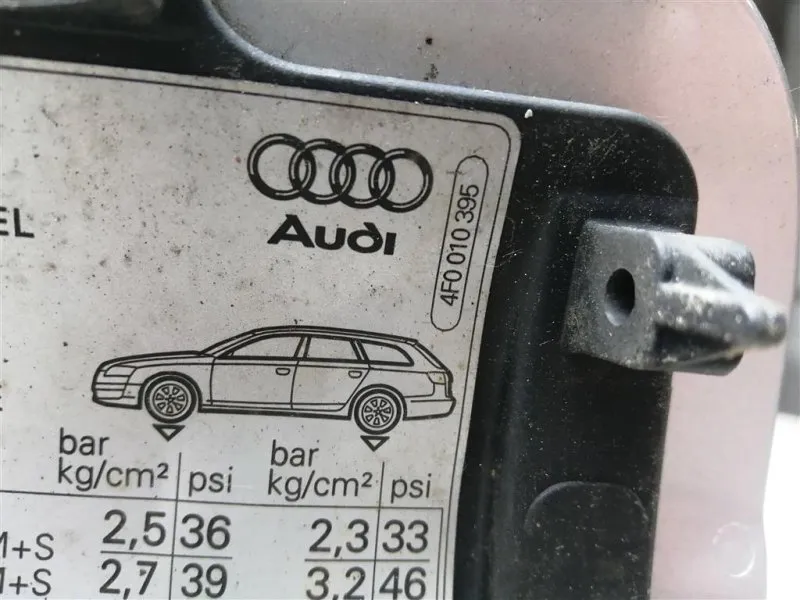 Audi
4F0 010 395
EL
bar bar
kg/cm² psi kg/cm² psi
M+S 2,5 36 2,3 33
M+S 2,7 39 3,2 46